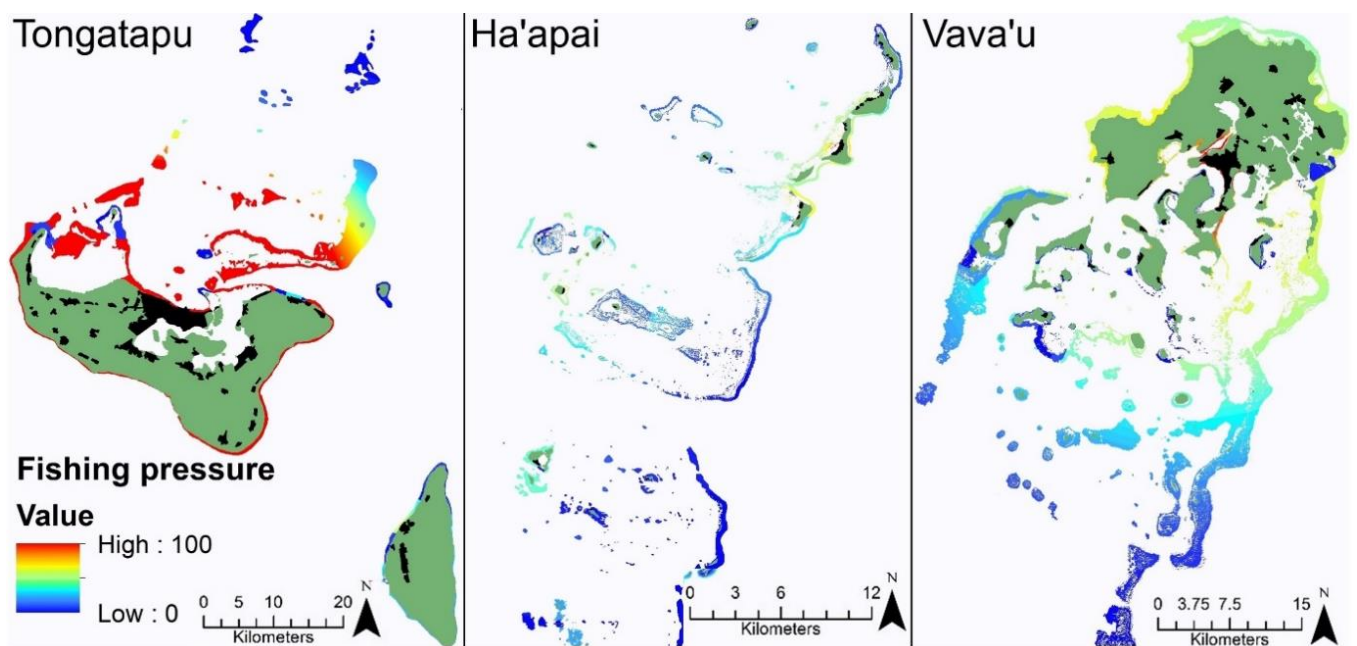 Tongatapu
Ha'apai
Vava'u
Fishing pressure
Value
High : 100
Low : 0
0 5 10 20
Kilometers
N
0 3 6 12
Kilometers
N
0 3.75 7.5 15
Kilometers
N